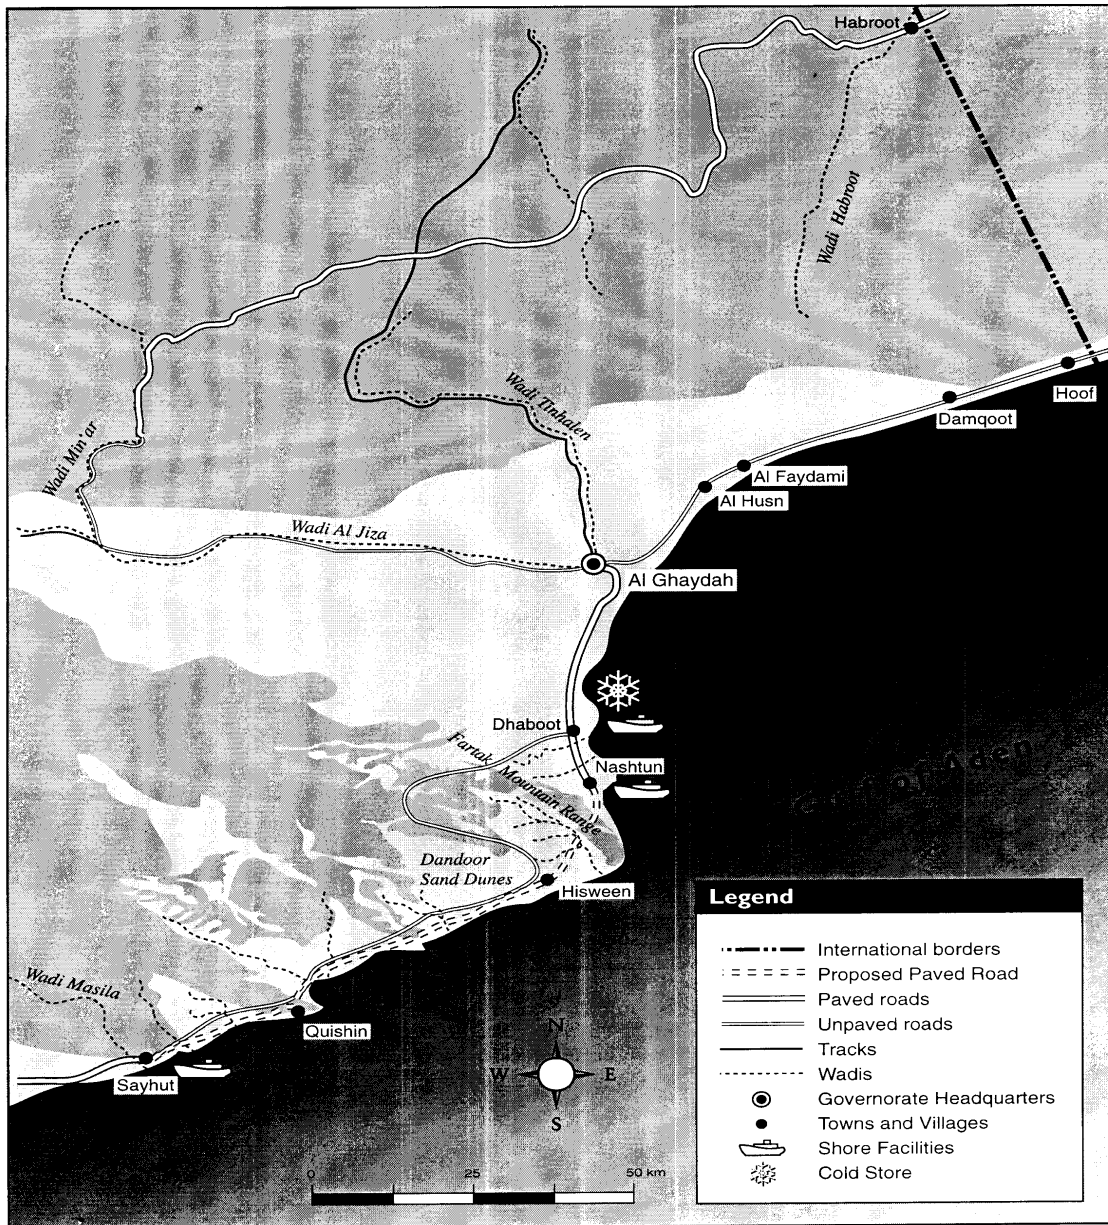 Habroot
Wadi Habroot
Hoof
Damqoot
Wadi Tinhalen
Wadi Min'ar
Al Faydami
Al Husn
Wadi Al Jiza
Al Ghaydah
Dhaboot
Fartak Mountain Range
Nashtun
Gulf of Aden
Dandoor
Sand Dunes
Hisween
Wadi Masila
Quishin
Sayhut
N
W E
S
0 25 50 km
Legend
International borders
Proposed Paved Road
Paved roads
Unpaved roads
Tracks
Wadis
Governorate Headquarters
Towns and Villages
Shore Facilities
Cold Store